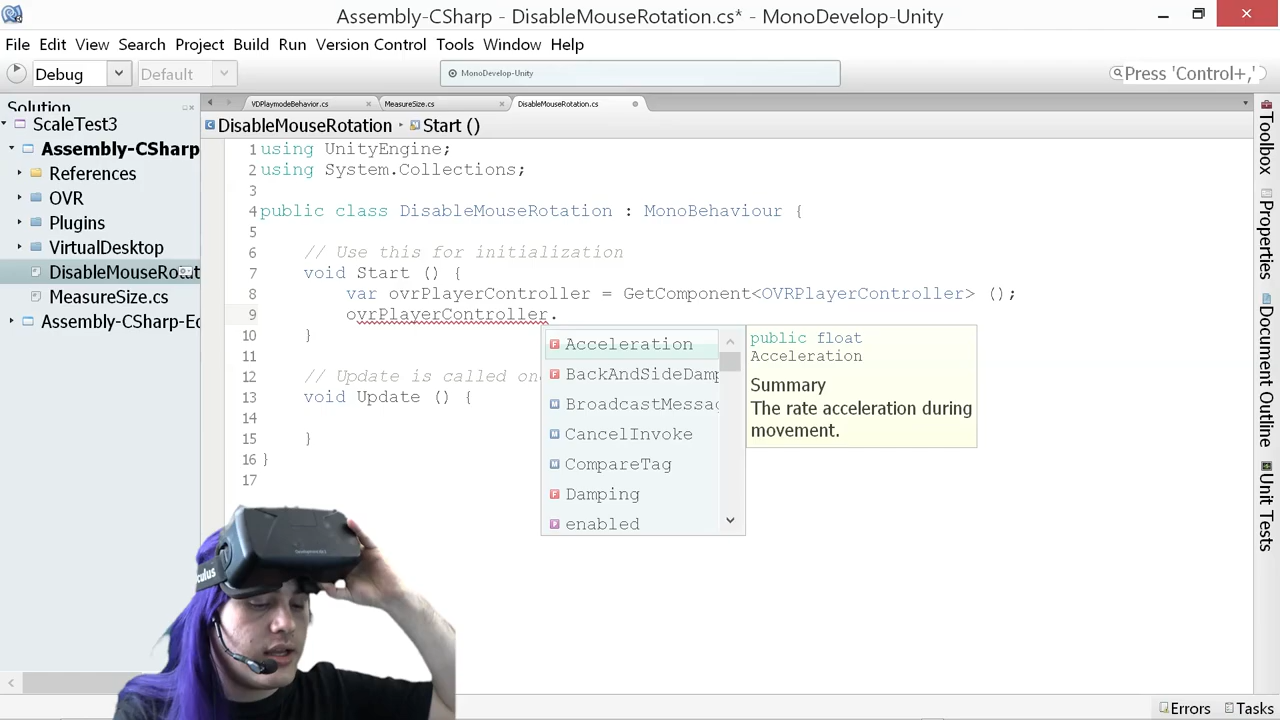 Assembly-CSharp - DisableMouseRotation.cs* - MonoDevelop-Unity
File Edit View Search Project Build Run Version Control Tools Window Help
Debug Default MonoDevelop-Unity Press 'Control+,'
Solution
VDPlaymodeBehavior.cs MeasureSize.cs DisableMouseRotation.cs
ScaleTest3
DisableMouseRotation Start ()
Assembly-CSharp
References
OVR
Plugins
VirtualDesktop
DisableMouseRotat
MeasureSize.cs
Assembly-CSharp-Ed
1 using UnityEngine;
2 using System.Collections;
3
4 public class DisableMouseRotation : MonoBehaviour {
5
6 // Use this for initialization
7 void Start () {
8 var ovrPlayerController = GetComponent<OVRPlayerController> ();
9 ovrPlayerController.
10 }
11
12 // Update is called on
13 void Update () {
14
15 }
16 }
17
Acceleration
BackAndSideDamp
BroadcastMessag
CancelInvoke
CompareTag
Damping
enabled
public float
Acceleration
Summary
The rate acceleration during
movement.
Toolbox
Properties
Document Outline
Unit Tests
culus
Errors Tasks